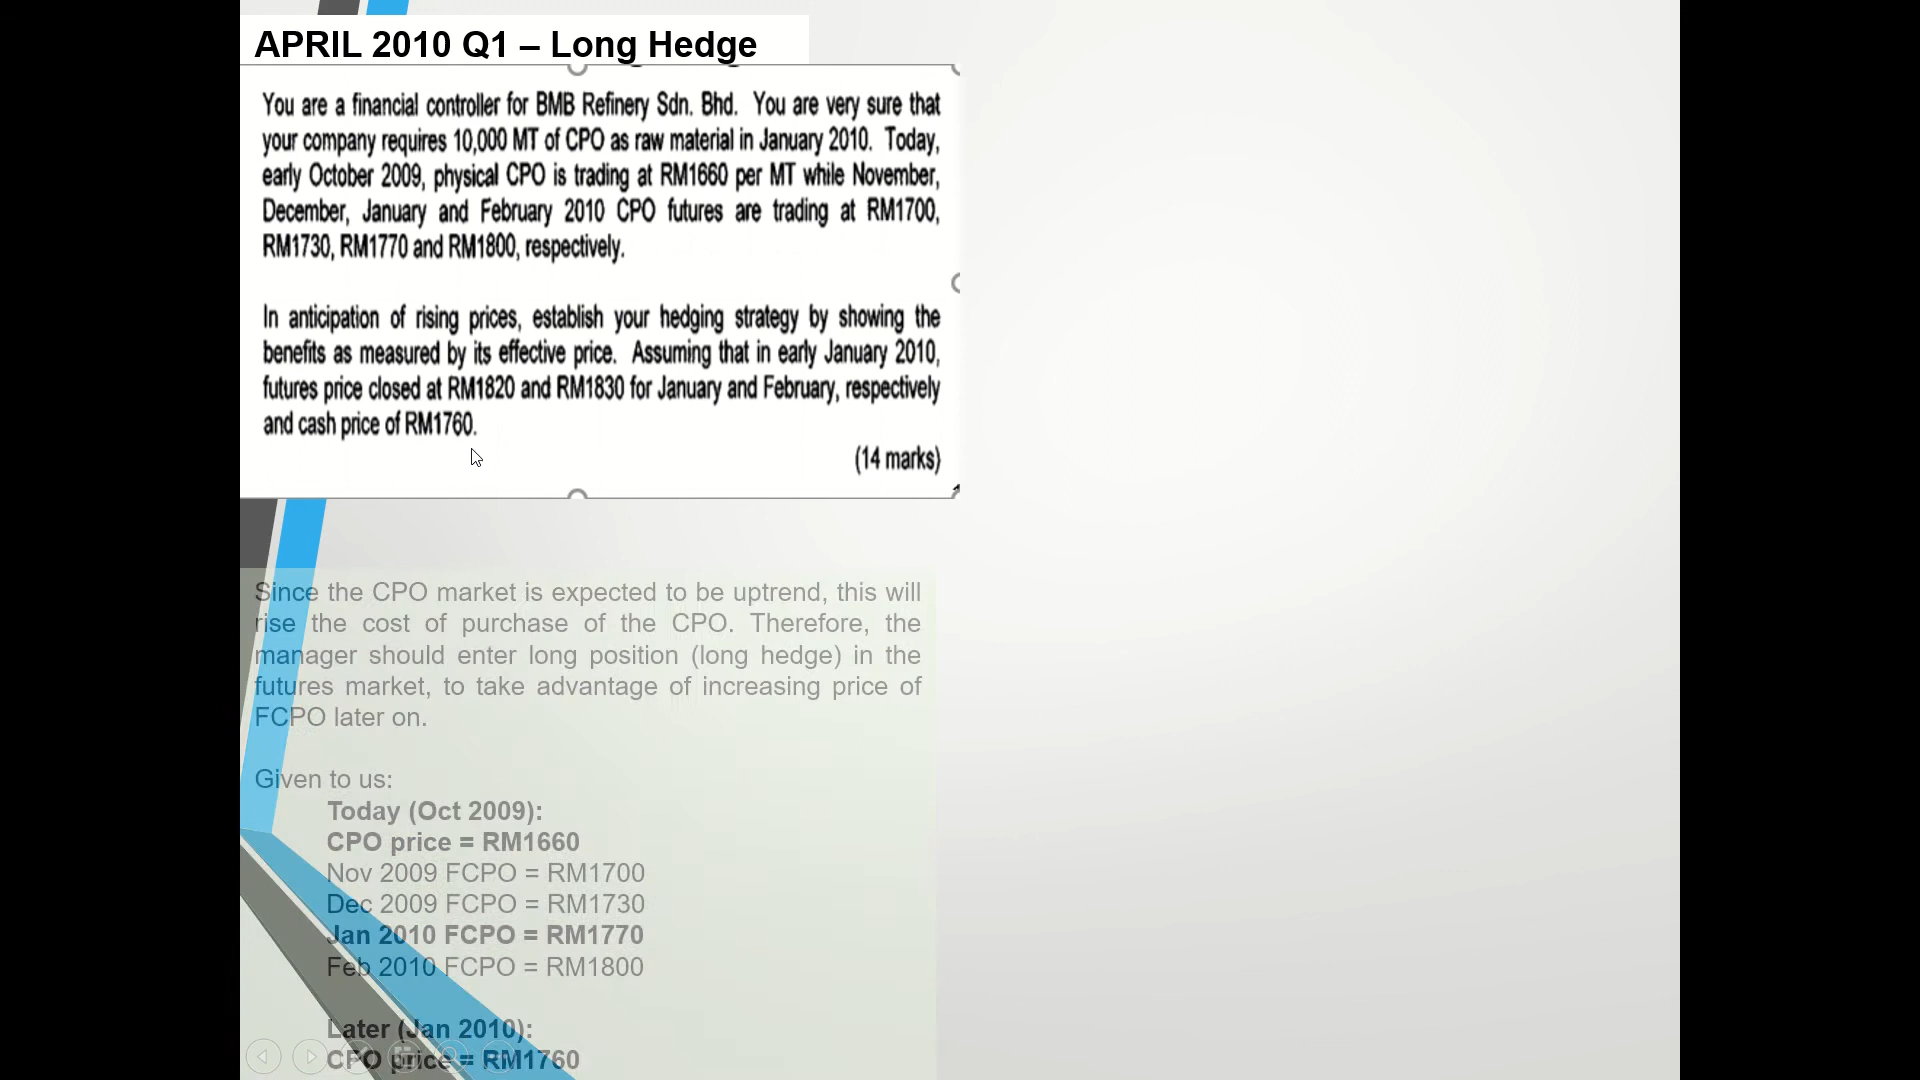 APRIL 2010 Q1 – Long Hedge
You are a financial controller for BMB Refinery Sdn. Bhd. You are very sure that
your company requires 10,000 MT of CPO as raw material in January 2010. Today,
early October 2009, physical CPO is trading at RM1660 per MT while November,
December, January and February 2010 CPO futures are trading at RM1700,
RM1730, RM1770 and RM1800, respectively.
In anticipation of rising prices, establish your hedging strategy by showing the
benefits as measured by its effective price. Assuming that in early January 2010,
futures price closed at RM1820 and RM1830 for January and February, respectively
and cash price of RM1760.
(14 marks)
Since the CPO market is expected to be uptrend, this will
rise the cost of purchase of the CPO. Therefore, the
manager should enter long position (long hedge) in the
futures market, to take advantage of increasing price of
FCPO later on.
Given to us:
Today (Oct 2009):
CPO price = RM1660
Nov 2009 FCPO = RM1700
Dec 2009 FCPO = RM1730
Jan 2010 FCPO = RM1770
Feb 2010 FCPO = RM1800
Later (Jan 2010):
CPO price = RM1760